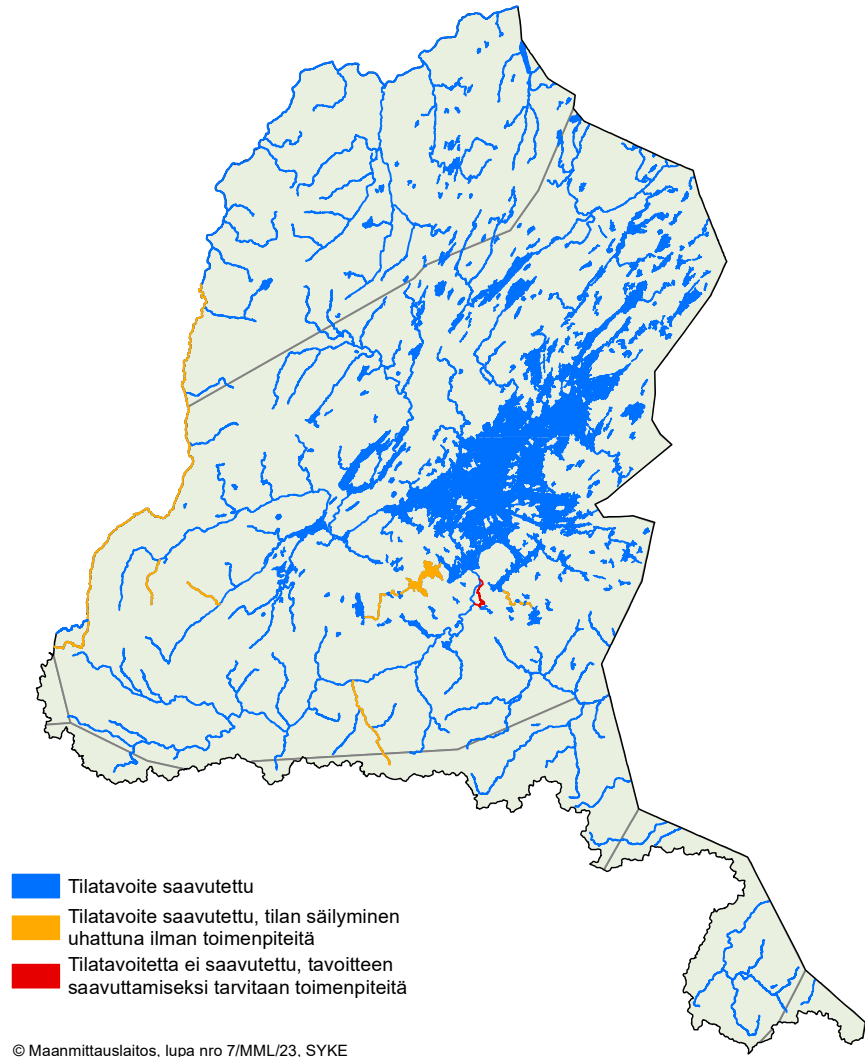 Tilatavoite saavutettu
Tilatavoite saavutettu, tilan säilyminen
uhattuna ilman toimenpiteitä
Tilatavoitetta ei saavutettu, tavoitteen
saavuttamiseksi tarvitaan toimenpiteitä
© Maanmittauslaitos, lupa nro 7/MML/23, SYKE